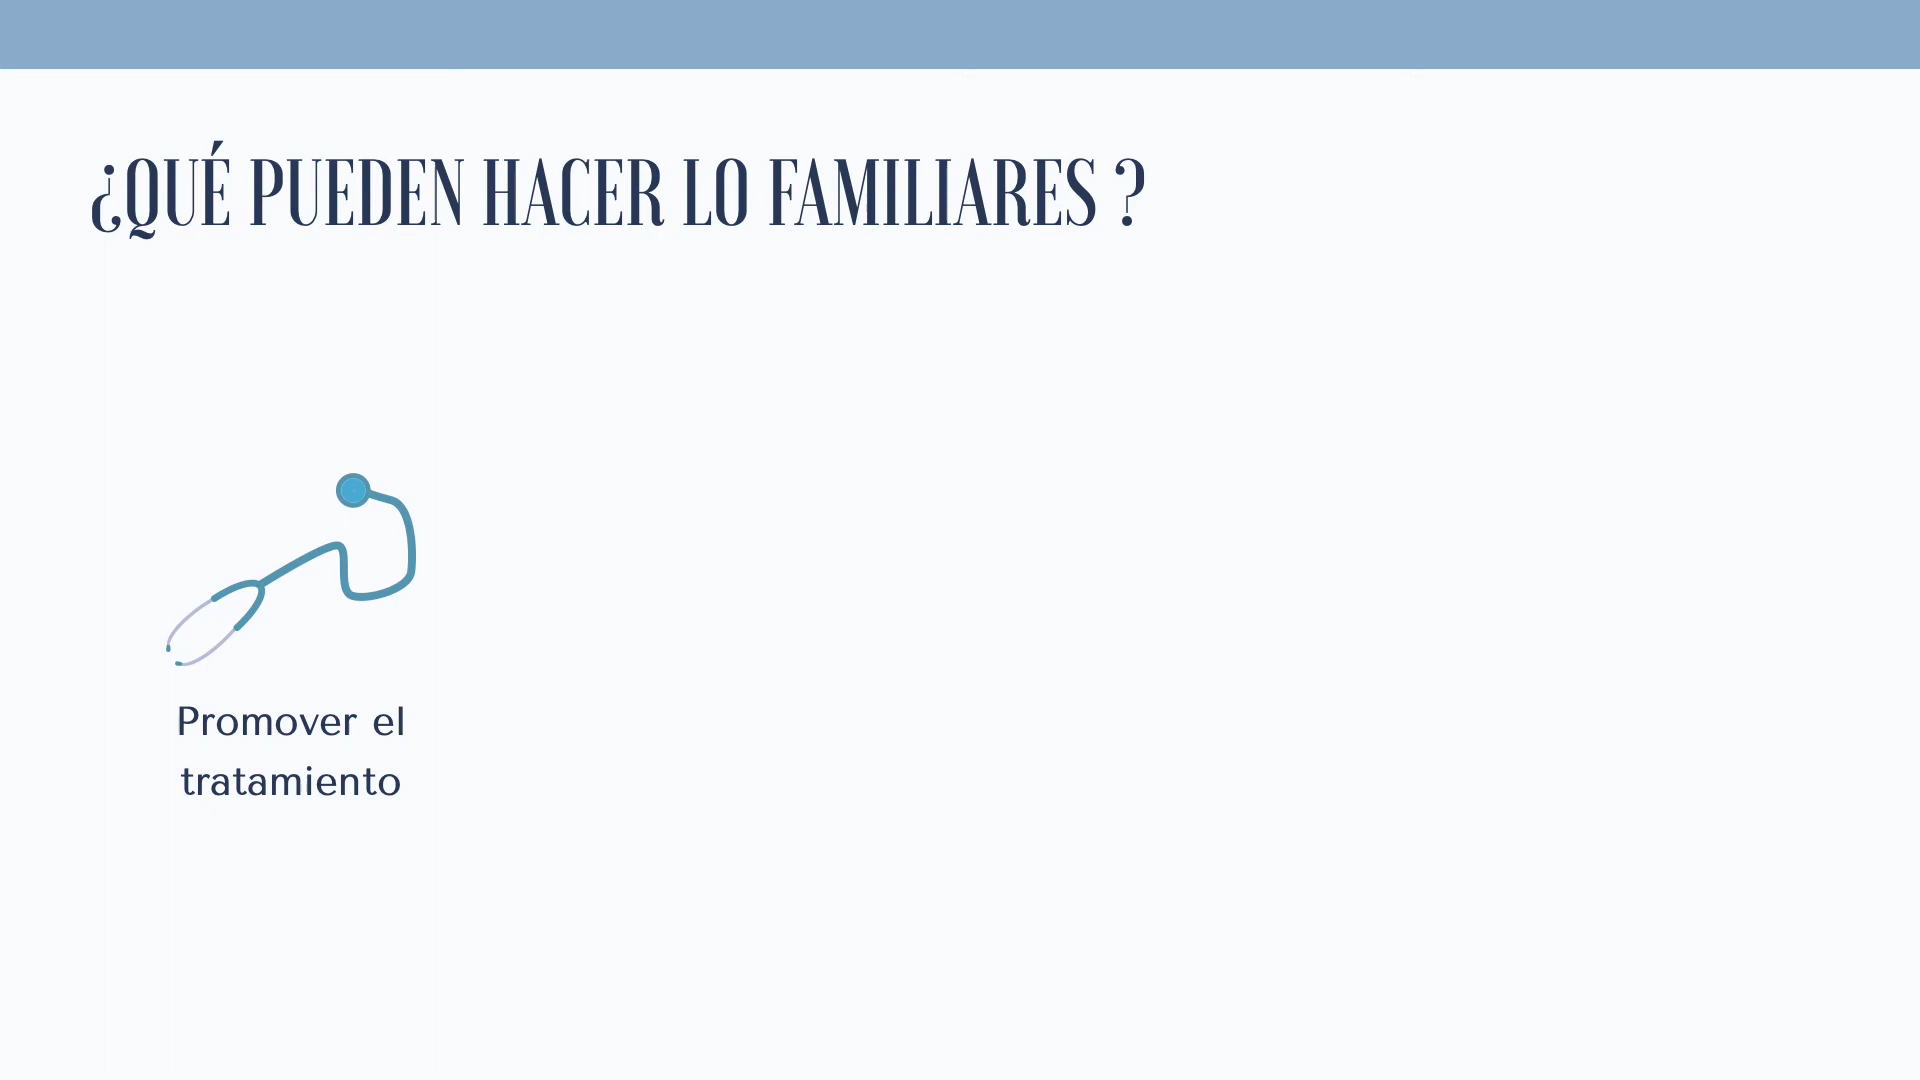 ¿QUÉ PUEDEN HACER LO FAMILIARES ?
Promover el
tratamiento